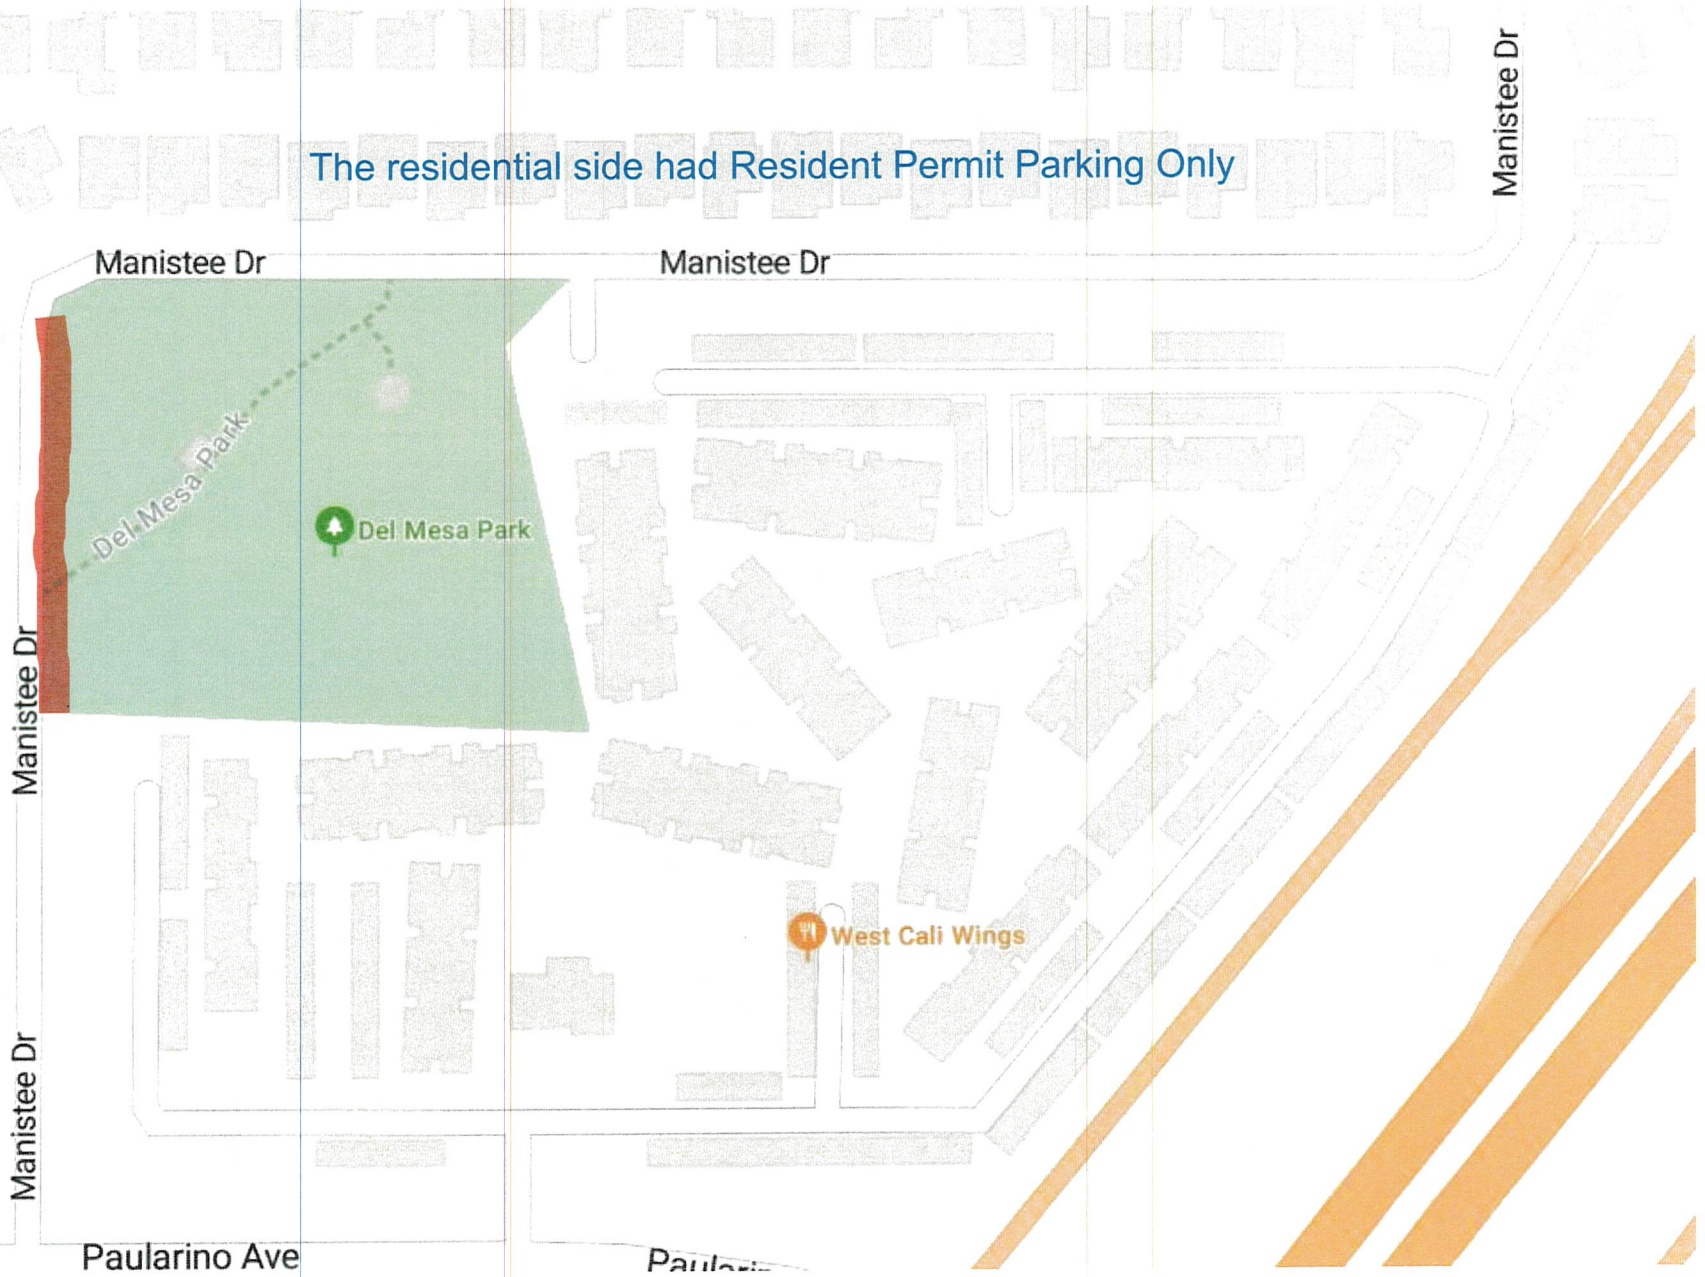 Manistee Dr
The residential side had Resident Permit Parking Only
Manistee Dr
Manistee Dr
Del Mesa Park
Del Mesa Park
Manistee Dr
West Cali Wings
Manistee Dr
Paularino Ave